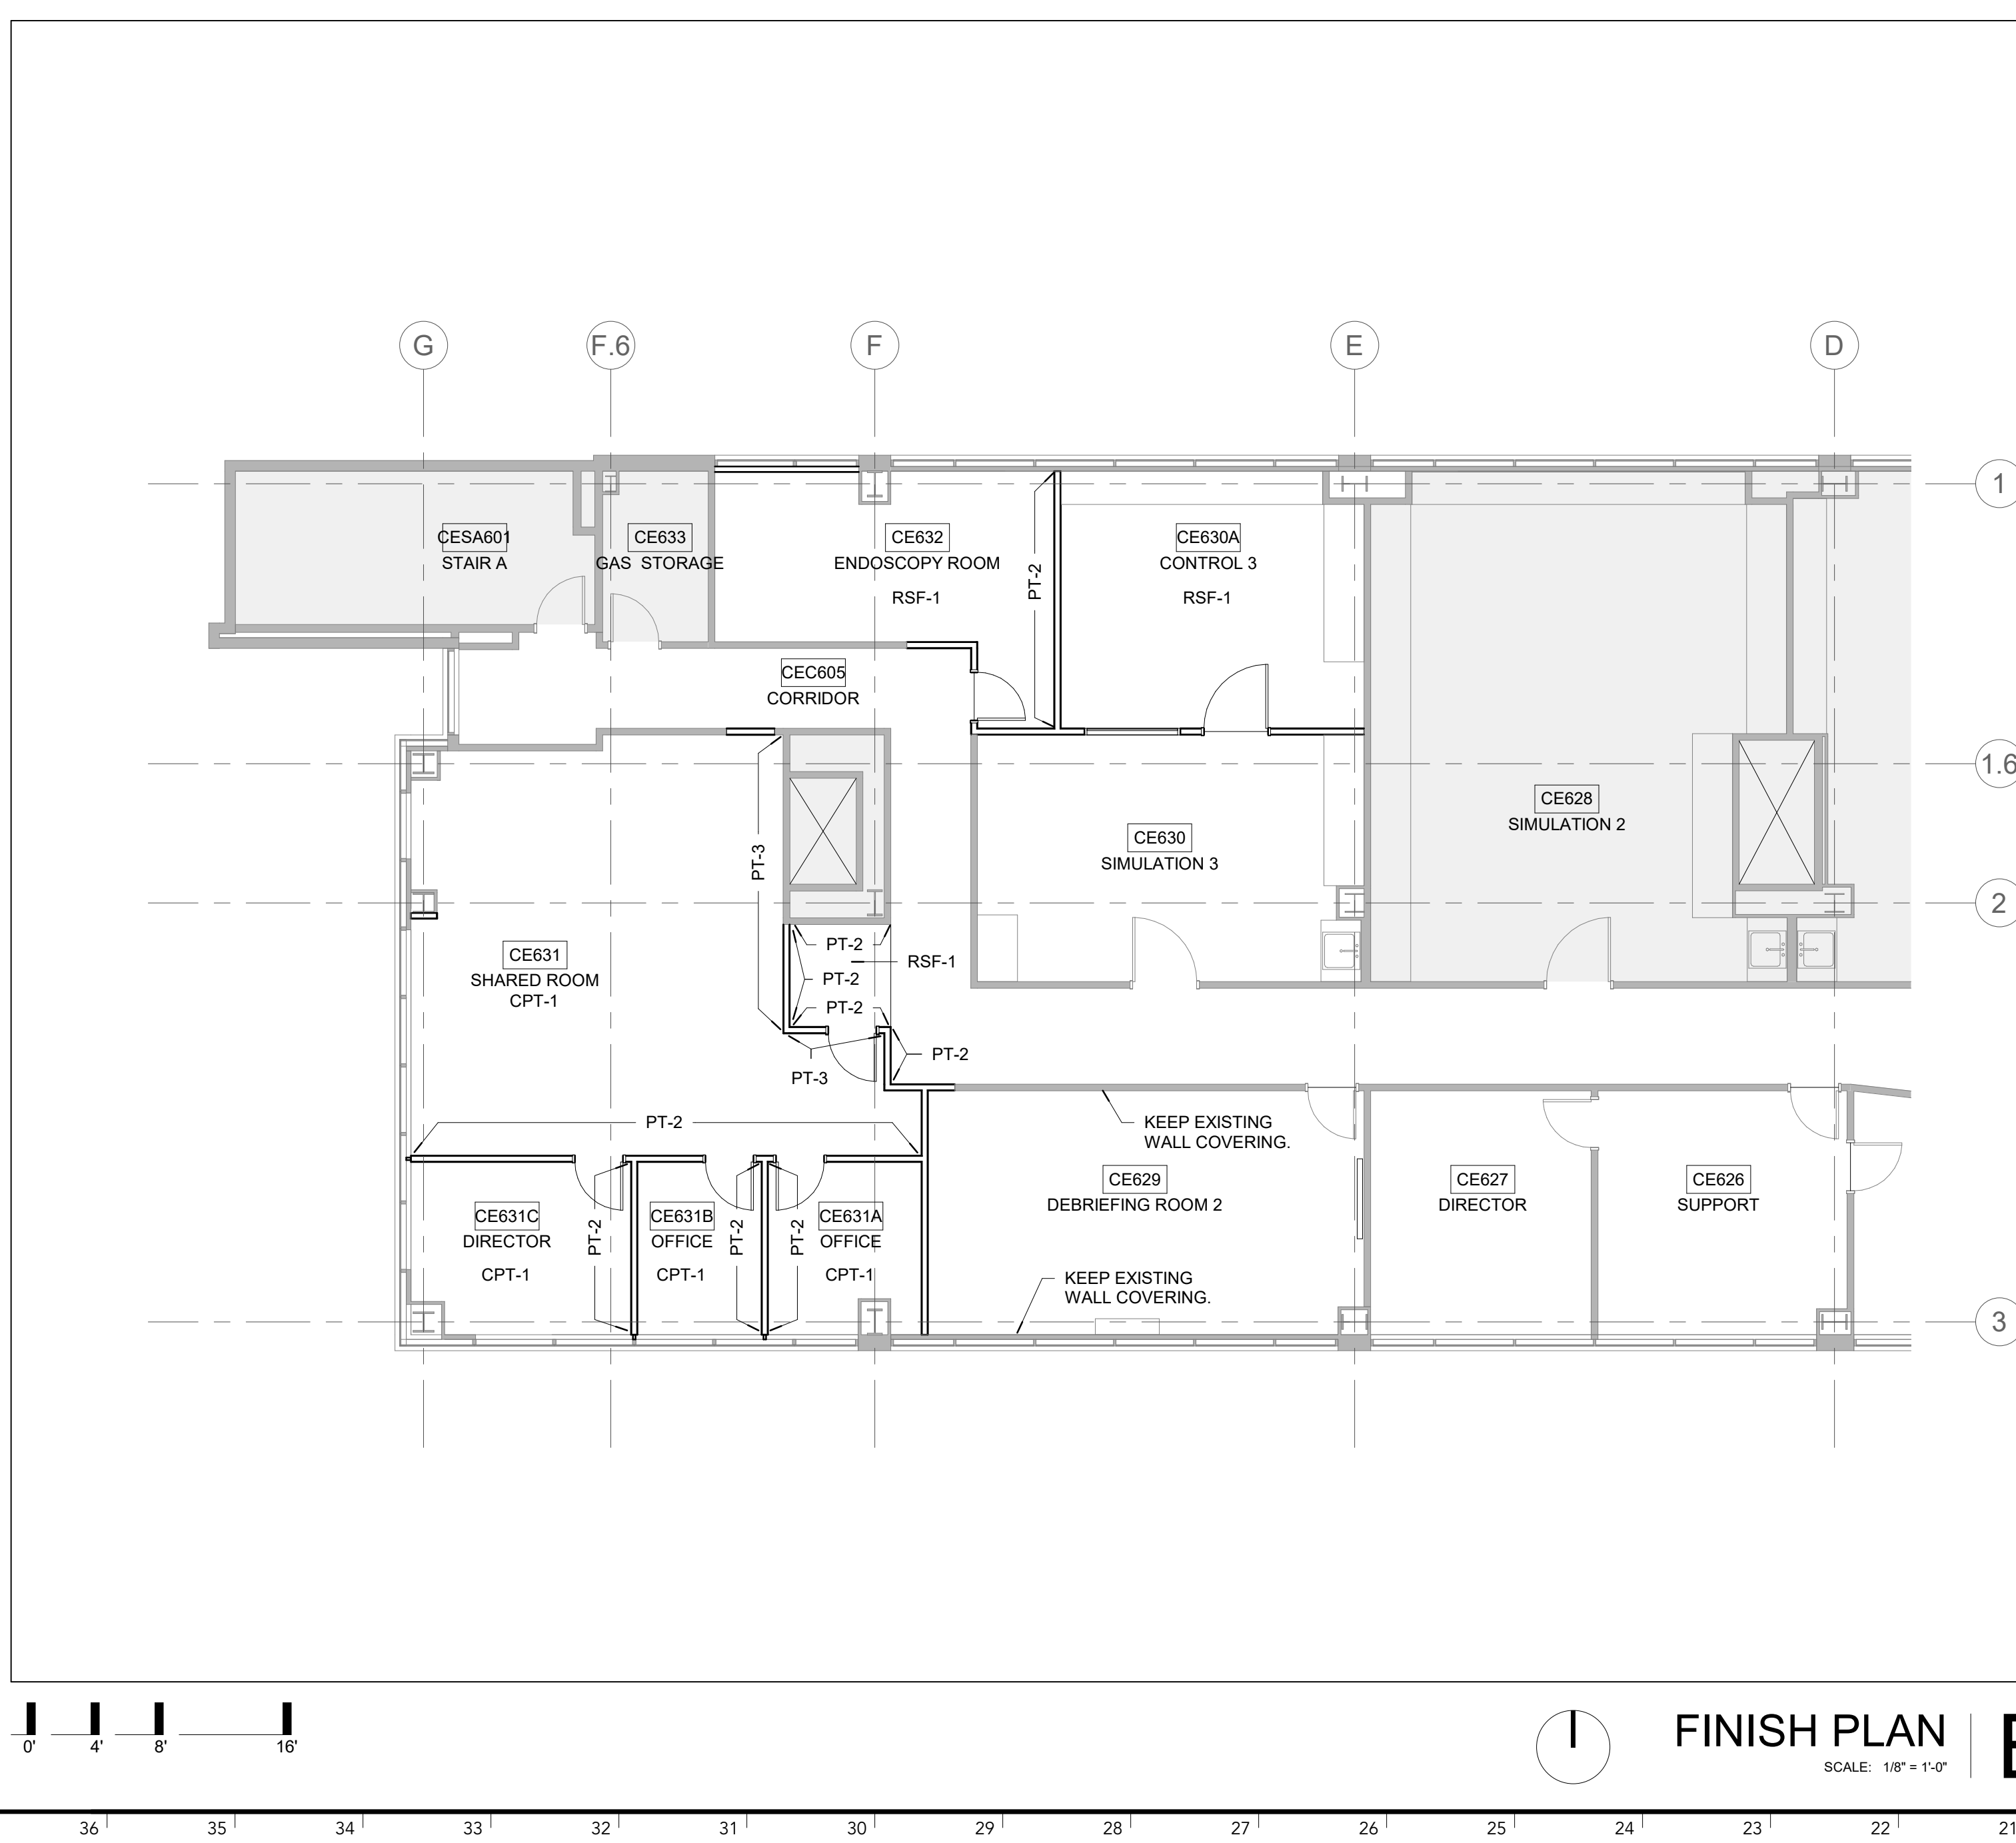 G
F.6
F
E
D
1
CESA601
STAIR A
CE633
GAS STORAGE
CE632
ENDOSCOPY ROOM
RSF-1
PT-2
CE630A
CONTROL 3
RSF-1
CEC605
CORRIDOR
1.6
CE628
SIMULATION 2
CE630
SIMULATION 3
PT-3
2
CE631
SHARED ROOM
CPT-1
PT-2
RSF-1
PT-2
PT-2
PT-2
PT-3
PT-2
KEEP EXISTING
WALL COVERING.
CE629
DEBRIEFING ROOM 2
CE627
DIRECTOR
CE626
SUPPORT
CE631C
DIRECTOR
CPT-1
PT-2
CE631B
OFFICE
CPT-1
PT-2
PT-2
CE631A
OFFICE
CPT-1
KEEP EXISTING
WALL COVERING.
3
0' 4' 8' 16'
FINISH PLAN
SCALE: 1/8" = 1'-0"
36 35 34 33 32 31 30 29 28 27 26 25 24 23 22 21